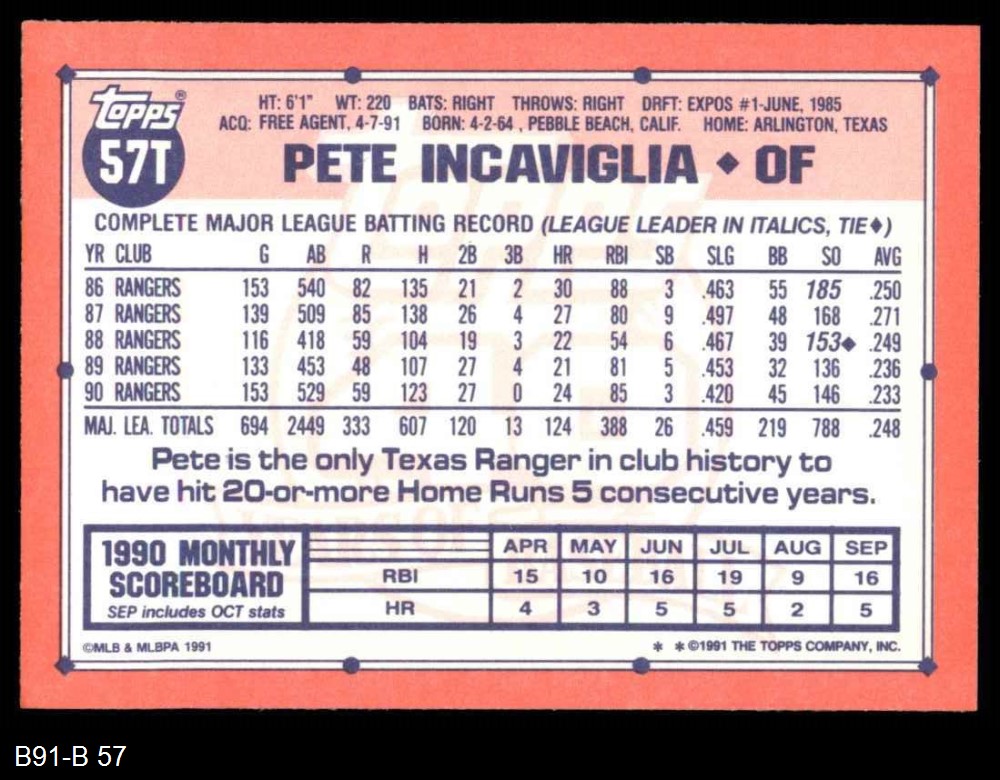 topps®
57T
HT: 6'1" WT: 220 BATS: RIGHT THROWS: RIGHT DRFT: EXPOS #1-JUNE, 1985
ACQ: FREE AGENT, 4-7-91 BORN: 4-2-64 , PEBBLE BEACH, CALIF. HOME: ARLINGTON, TEXAS
PETE INCAVIGLIA ◆ OF
COMPLETE MAJOR LEAGUE BATTING RECORD (LEAGUE LEADER IN ITALICS, TIE◆)
YR CLUB G AB R H 2B 3B HR RBI SB SLG BB SO AVG
86 RANGERS 153 540 82 135 21 2 30 88 3 .463 55 185 .250
87 RANGERS 139 509 85 138 26 4 27 80 9 .497 48 168 .271
88 RANGERS 116 418 59 104 19 3 22 54 6 .467 39 153◆ .249
89 RANGERS 133 453 48 107 27 4 21 81 5 .453 32 136 .236
90 RANGERS 153 529 59 123 27 0 24 85 3 .420 45 146 .233
MAJ. LEA. TOTALS 694 2449 333 607 120 13 124 388 26 .459 219 788 .248
Pete is the only Texas Ranger in club history to
have hit 20-or-more Home Runs 5 consecutive years.
1990 MONTHLY
SCOREBOARD
SEP includes OCT stats
APR MAY JUN JUL AUG SEP
RBI 15 10 16 19 9 16
HR 4 3 5 5 2 5
©MLB & MLBPA 1991
* * ©1991 THE TOPPS COMPANY, INC.
B91-B 57